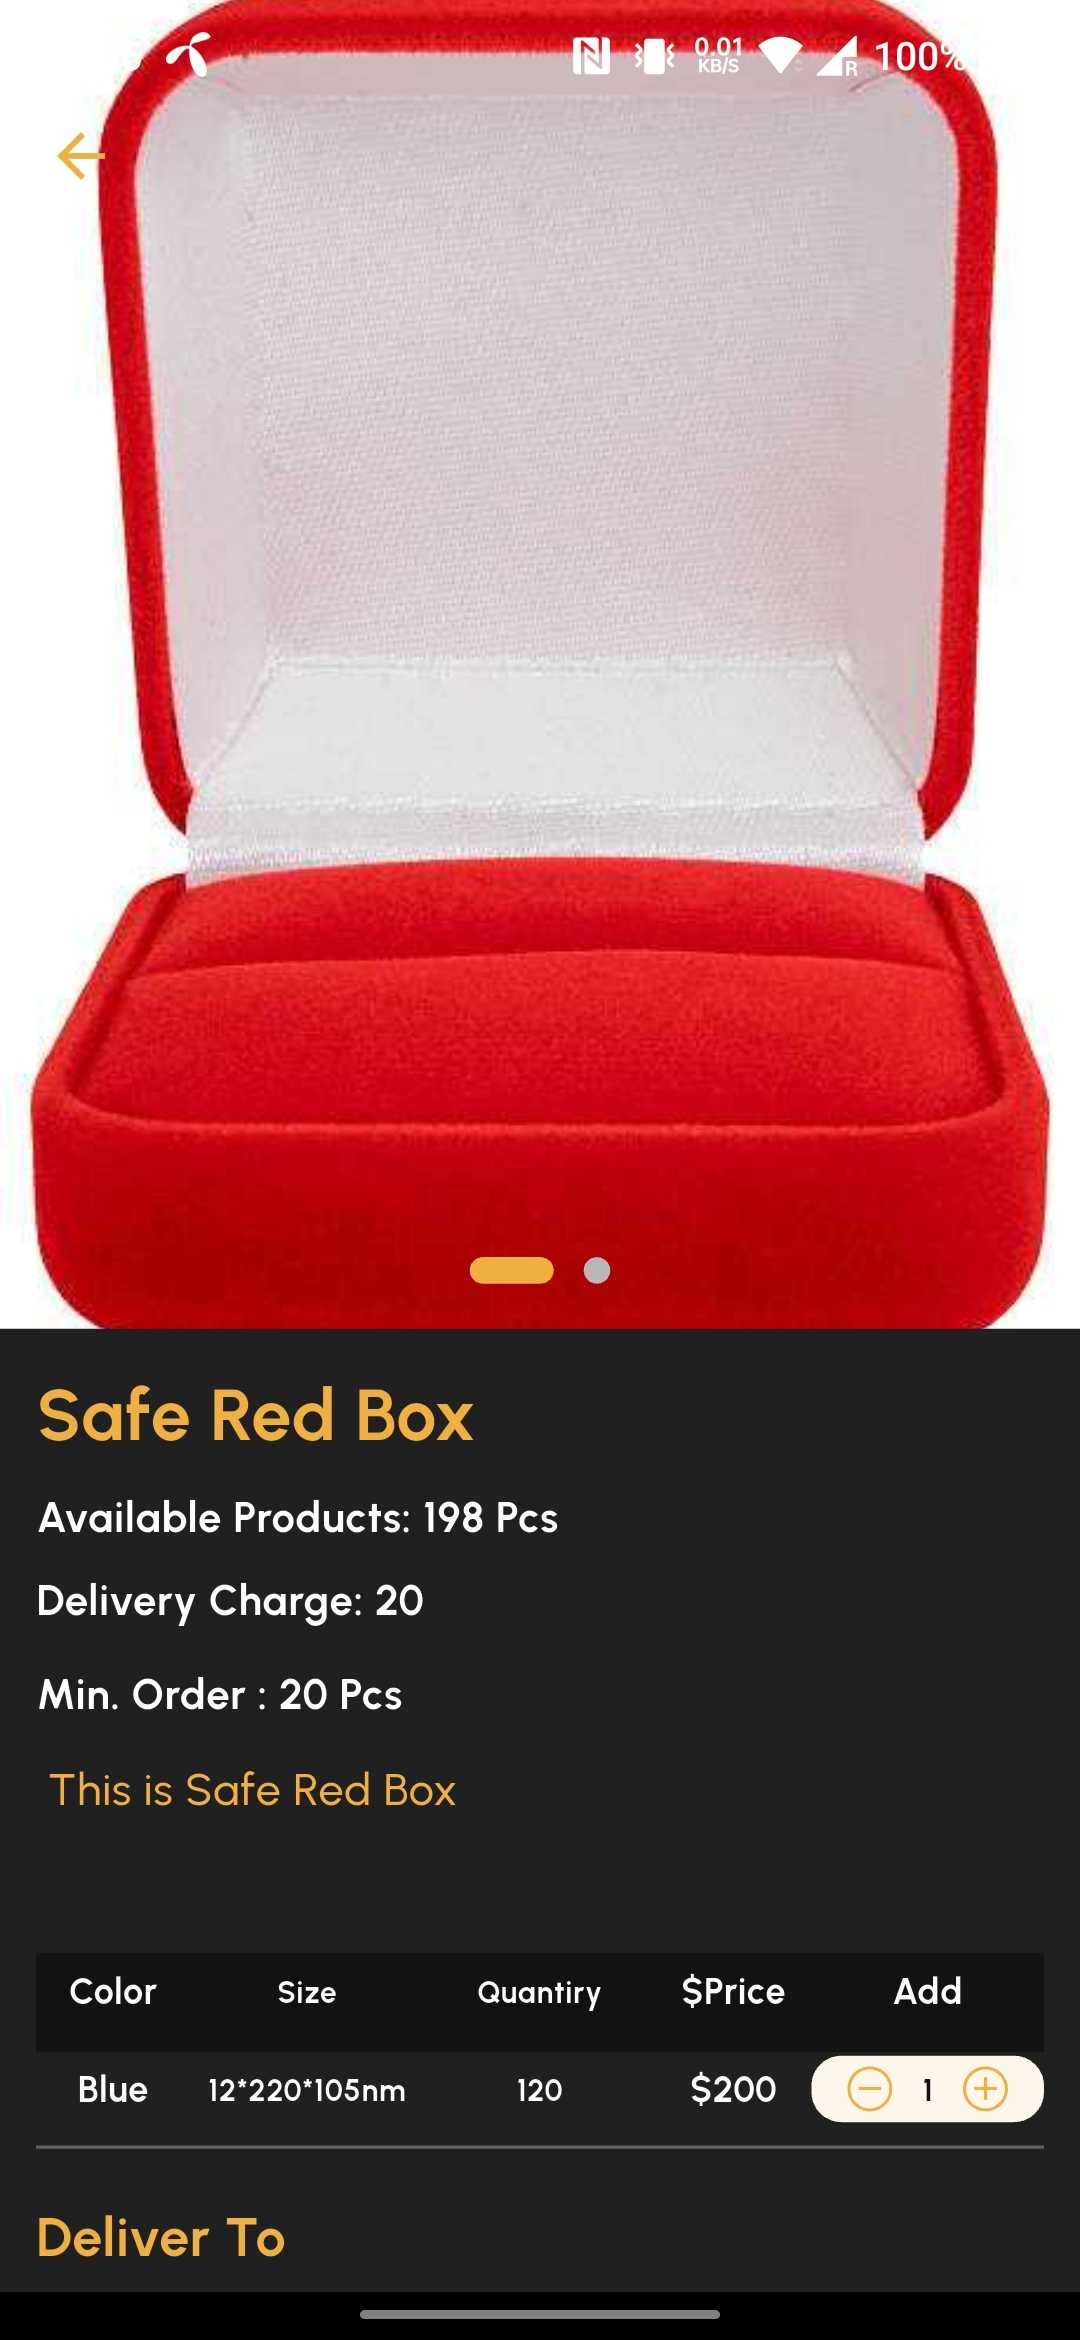 0.01
KB/S
R
100%
Safe Red Box
Available Products: 198 Pcs
Delivery Charge: 20
Min. Order : 20 Pcs
This is Safe Red Box
Color Size Quantiry $Price Add
Blue 12*220*105nm 120 $200 1
Deliver To